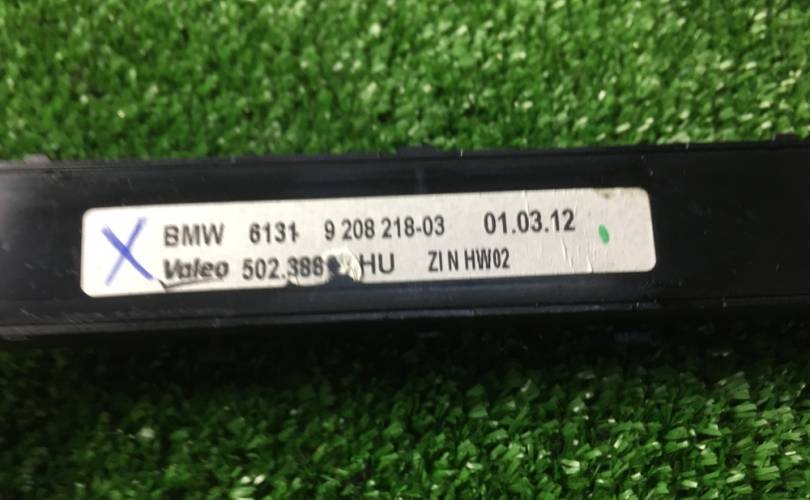 BMW 6131 9 208 218-03 01.03.12
Valeo 502.388 HU ZI N HW02